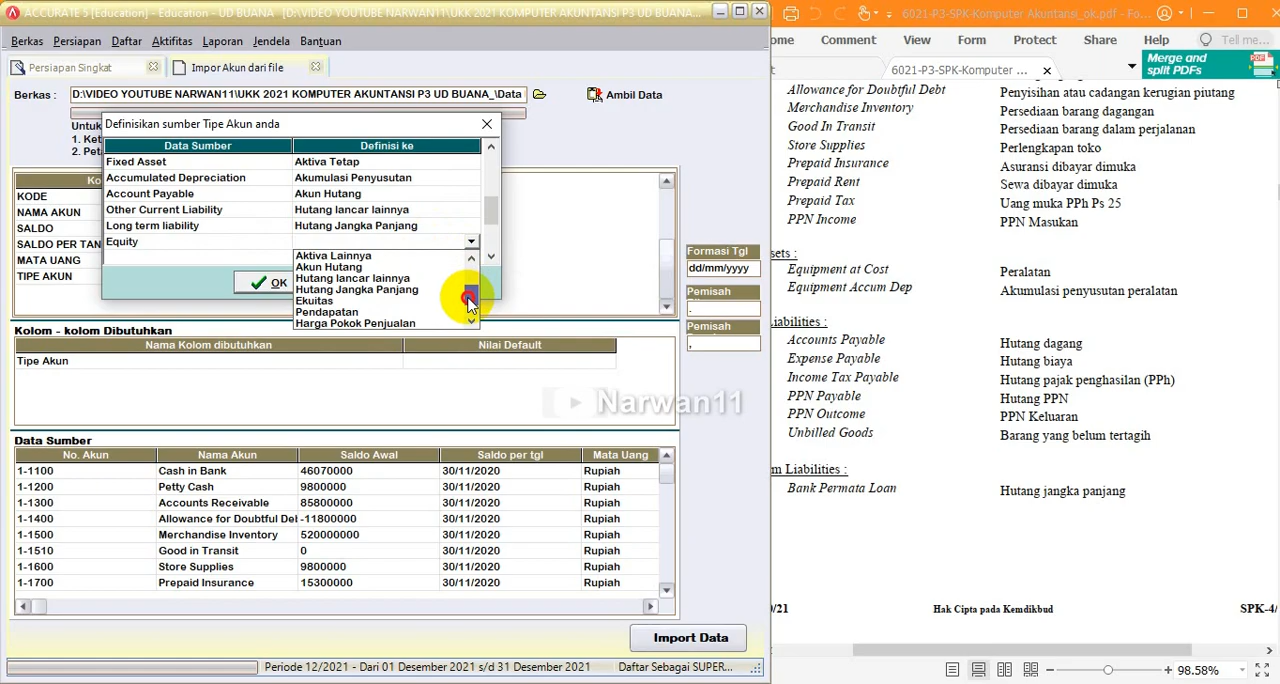 ACCURATE 5 [Education] - Education - UD BUANA - [D:\VIDEO YOUTUBE NARWAN11\UKK 2021 KOMPUTER AKUNTANSI P3 UD BUANA_...
Berkas Persiapan Daftar Aktifitas Laporan Jendela Bantuan
Persiapan Singkat Impor Akun dari file
Berkas : D:\VIDEO YOUTUBE NARWAN11\UKK 2021 KOMPUTER AKUNTANSI P3 UD BUANA_\Data Ambil Data
Untuk
1. Ket
2. Pet
Definisikan sumber Tipe Akun anda
Data Sumber Definisi ke
Fixed Asset Aktiva Tetap
Accumulated Depreciation Akumulasi Penyusutan
Account Payable Akun Hutang
Other Current Liability Hutang lancar lainnya
Long term liability Hutang Jangka Panjang
Equity
Aktiva Lainnya
Akun Hutang
Hutang lancar lainnya
Hutang Jangka Panjang
Ekuitas
Pendapatan
Harga Pokok Penjualan
OK
Ko
KODE
NAMA AKUN
SALDO
SALDO PER TAN
MATA UANG
TIPE AKUN
Formasi Tgl
dd/mm/yyyy
Pemisah
.
Pemisah
,
Kolom - kolom Dibutuhkan
Nama Kolom dibutuhkan Nilai Default
Tipe Akun
Narwan11
Data Sumber
No. Akun Nama Akun Saldo Awal Saldo per tgl Mata Uang
1-1100 Cash in Bank 46070000 30/11/2020 Rupiah
1-1200 Petty Cash 9800000 30/11/2020 Rupiah
1-1300 Accounts Receivable 85800000 30/11/2020 Rupiah
1-1400 Allowance for Doubtful Del -11800000 30/11/2020 Rupiah
1-1500 Merchandise Inventory 520000000 30/11/2020 Rupiah
1-1510 Good in Transit 0 30/11/2020 Rupiah
1-1600 Store Supplies 9800000 30/11/2020 Rupiah
1-1700 Prepaid Insurance 15300000 30/11/2020 Rupiah
Import Data
Periode 12/2021 - Dari 01 Desember 2021 s/d 31 Desember 2021 Daftar Sebagai SUPER...
6021-P3-SPK-Komputer Akuntansi_ok.pdf - Fo...
ome Comment View Form Protect Share Help Tell me...
t 6021-P3-SPK-Komputer ...
Merge and
split PDFs
Allowance for Doubtful Debt Penyisihan atau cadangan kerugian piutang
Merchandise Inventory Persediaan barang dagangan
Good In Transit Persediaan barang dalam perjalanan
Store Supplies Perlengkapan toko
Prepaid Insurance Asuransi dibayar dimuka
Prepaid Rent Sewa dibayar dimuka
Prepaid Tax Uang muka PPh Ps 25
PPN Income PPN Masukan
sets :
Equipment at Cost Peralatan
Equipment Accum Dep Akumulasi penyusutan peralatan
Liabilities :
Accounts Payable Hutang dagang
Expense Payable Hutang biaya
Income Tax Payable Hutang pajak penghasilan (PPh)
PPN Payable Hutang PPN
PPN Outcome PPN Keluaran
Unbilled Goods Barang yang belum tertagih
m Liabilities :
Bank Permata Loan Hutang jangka panjang
0/21 Hak Cipta pada Kemdikbud SPK-4/
98.58%